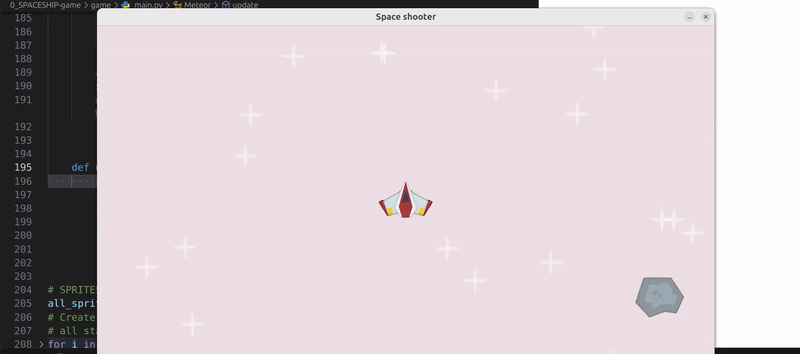 0_SPACESHIP-game > game > main.py > Meteor > update
Space shooter
185
186
187
188
189
190
191
192
193
194
195 def
196
197
198
199
200
201
202
203
204 # SPRITES
205 all_spri
206 # Create
207 # all sta
208 for i in